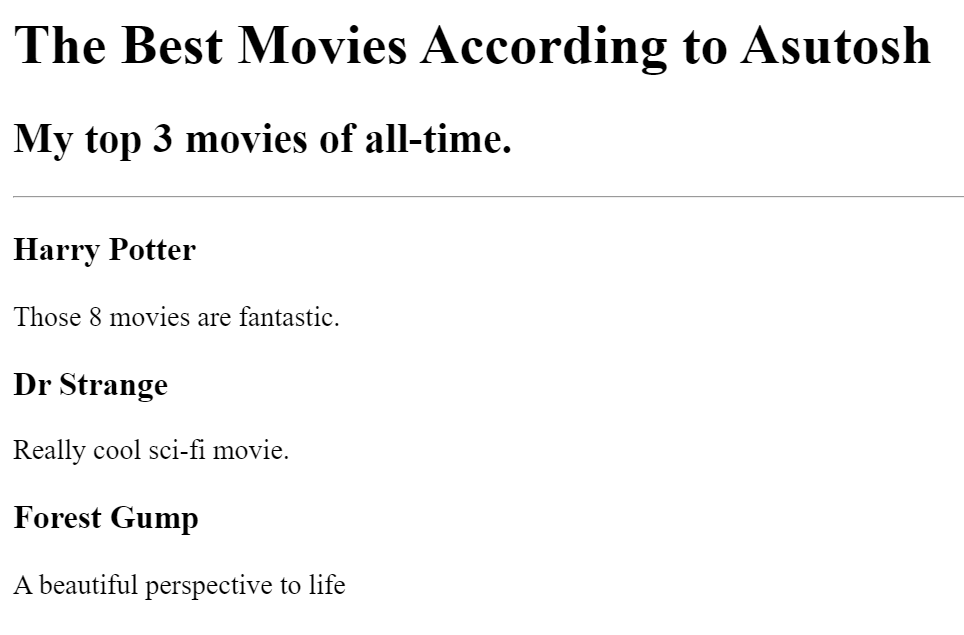 The Best Movies According to Asutosh
My top 3 movies of all-time.
Harry Potter
Those 8 movies are fantastic.
Dr Strange
Really cool sci-fi movie.
Forest Gump
A beautiful perspective to life